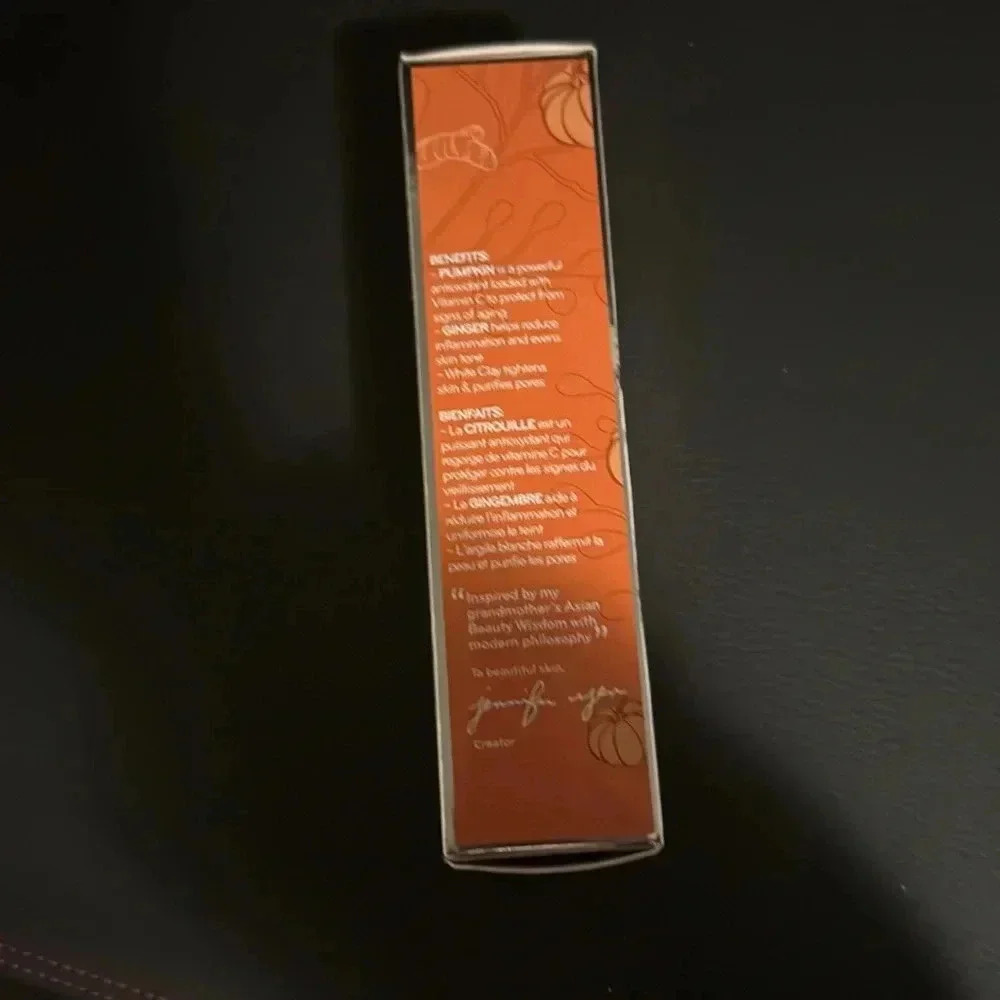 BENEFITS:
- PUMPKIN is a powerful
antioxidant loaded with
Vitamin C to protect from
signs of aging
- GINGER helps reduce
inflammation and evens
skin tone
- White Clay tightens
skin & purifies pores
BIENFAITS:
- La CITROUILLE est un
puissant antioxydant qui
regorge de vitamine C pour
protéger contre les signes du
vieillissement
- Le GINGEMBRE aide à
réduire l'inflammation et
uniformise le teint
- L'argile blanche raffermit la
peau et purifie les pores
“Inspired by my
grandmother's Asian
Beauty Wisdom with
modern philosophy”
To beautiful skin,
jennifer
Creator